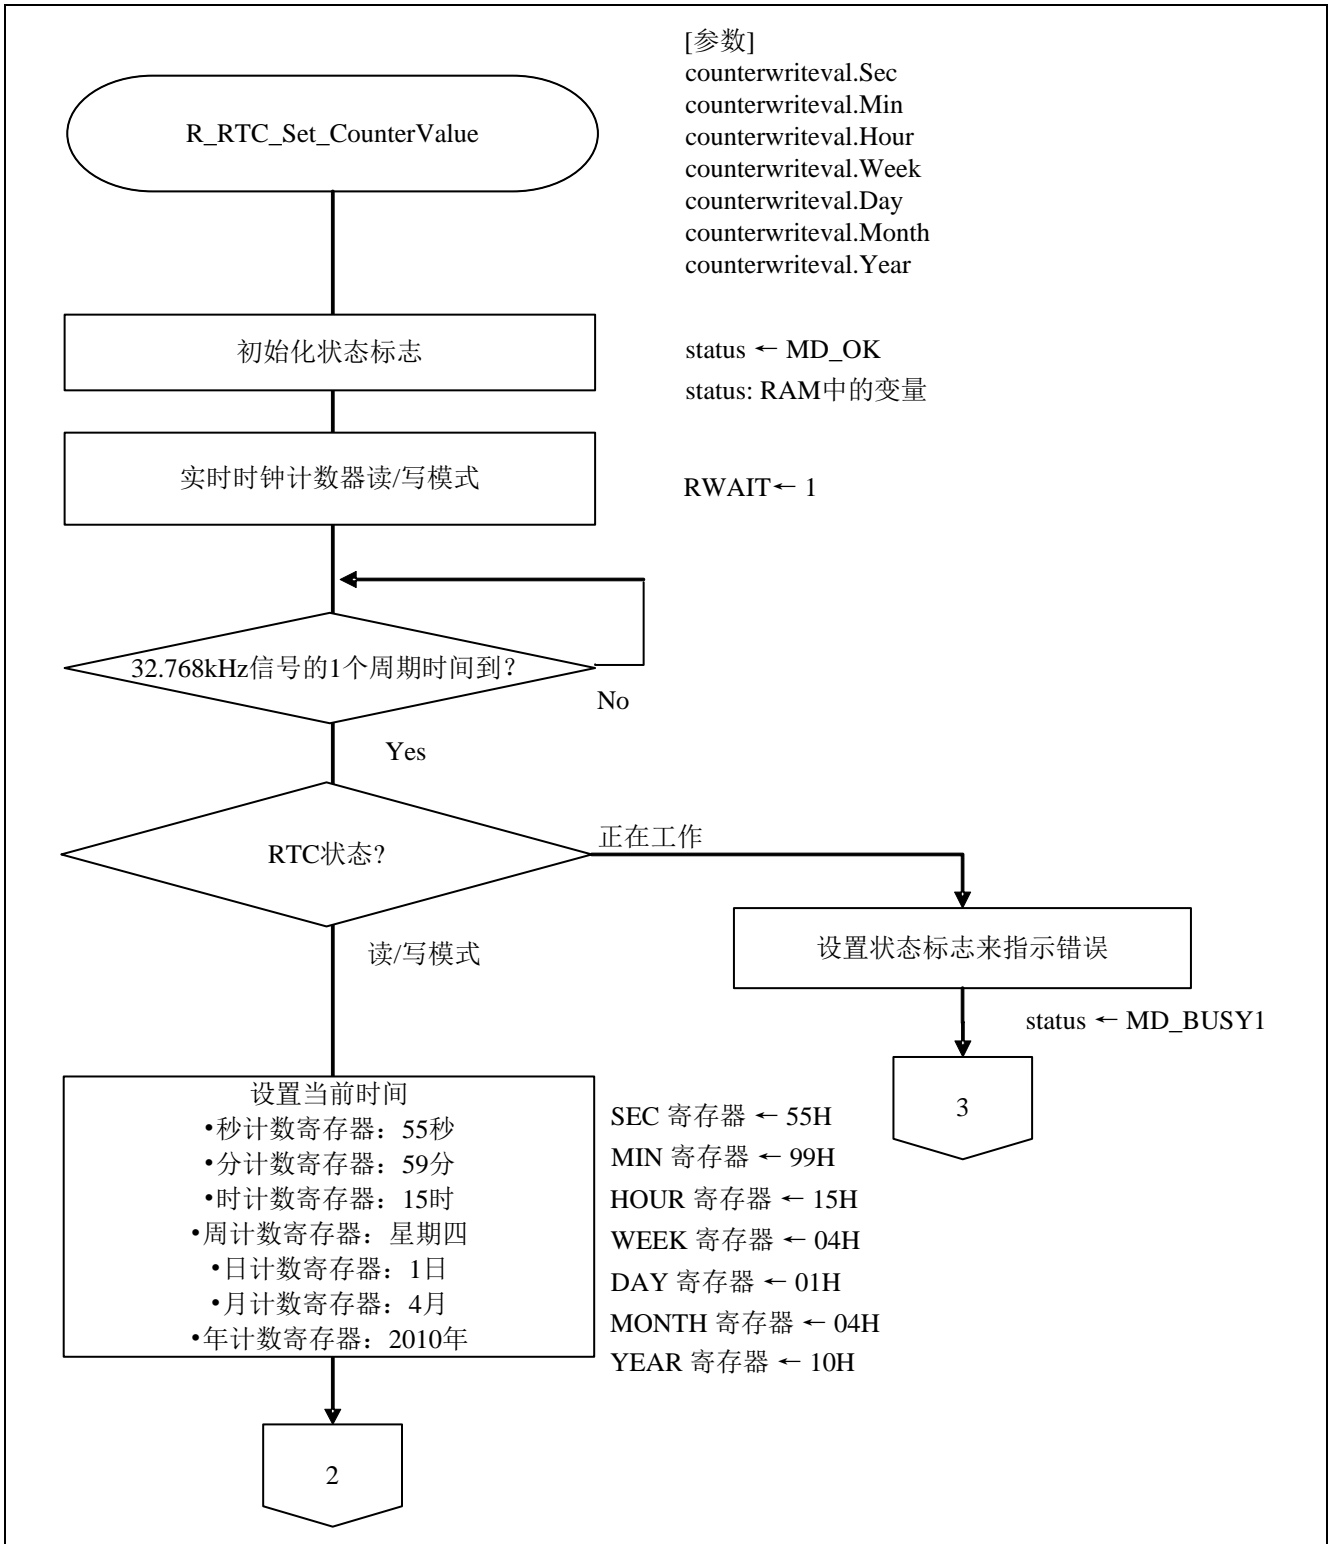 [参数]
counterwriteval.Sec
counterwriteval.Min
counterwriteval.Hour
counterwriteval.Week
counterwriteval.Day
counterwriteval.Month
counterwriteval.Year
R_RTC_Set_CounterValue
初始化状态标志
status ← MD_OK
status: RAM中的变量
实时时钟计数器读/写模式
RWAIT← 1
32.768kHz信号的1个周期时间到?
No
Yes
RTC状态?
正在工作
读/写模式
设置状态标志来指示错误
status ← MD_BUSY1
3
设置当前时间
•秒计数寄存器：55秒
•分计数寄存器：59分
•时计数寄存器：15时
•周计数寄存器：星期四
•日计数寄存器：1日
•月计数寄存器：4月
•年计数寄存器：2010年
SEC 寄存器 ← 55H
MIN 寄存器 ← 99H
HOUR 寄存器 ← 15H
WEEK 寄存器 ← 04H
DAY 寄存器 ← 01H
MONTH 寄存器 ← 04H
YEAR 寄存器 ← 10H
2